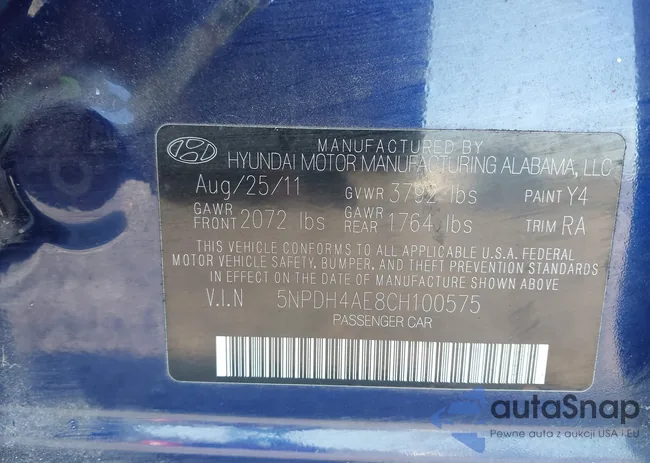 MANUFACTURED BY
HYUNDAI MOTOR MANUFACTURING ALABAMA, LLC
Aug/25/11 GVWR 3792 lbs PAINT Y4
GAWR FRONT 2072 lbs GAWR REAR 1764 lbs TRIM RA
THIS VEHICLE CONFORMS TO ALL APPLICABLE U.S.A. FEDERAL
MOTOR VEHICLE SAFETY, BUMPER, AND THEFT PREVENTION STANDARDS
IN EFFECT ON THE DATE OF MANUFACTURE SHOWN ABOVE
V.I.N 5NPDH4AE8CH100575
PASSENGER CAR
autaSnap
Pewne auta z aukcji USA i EU